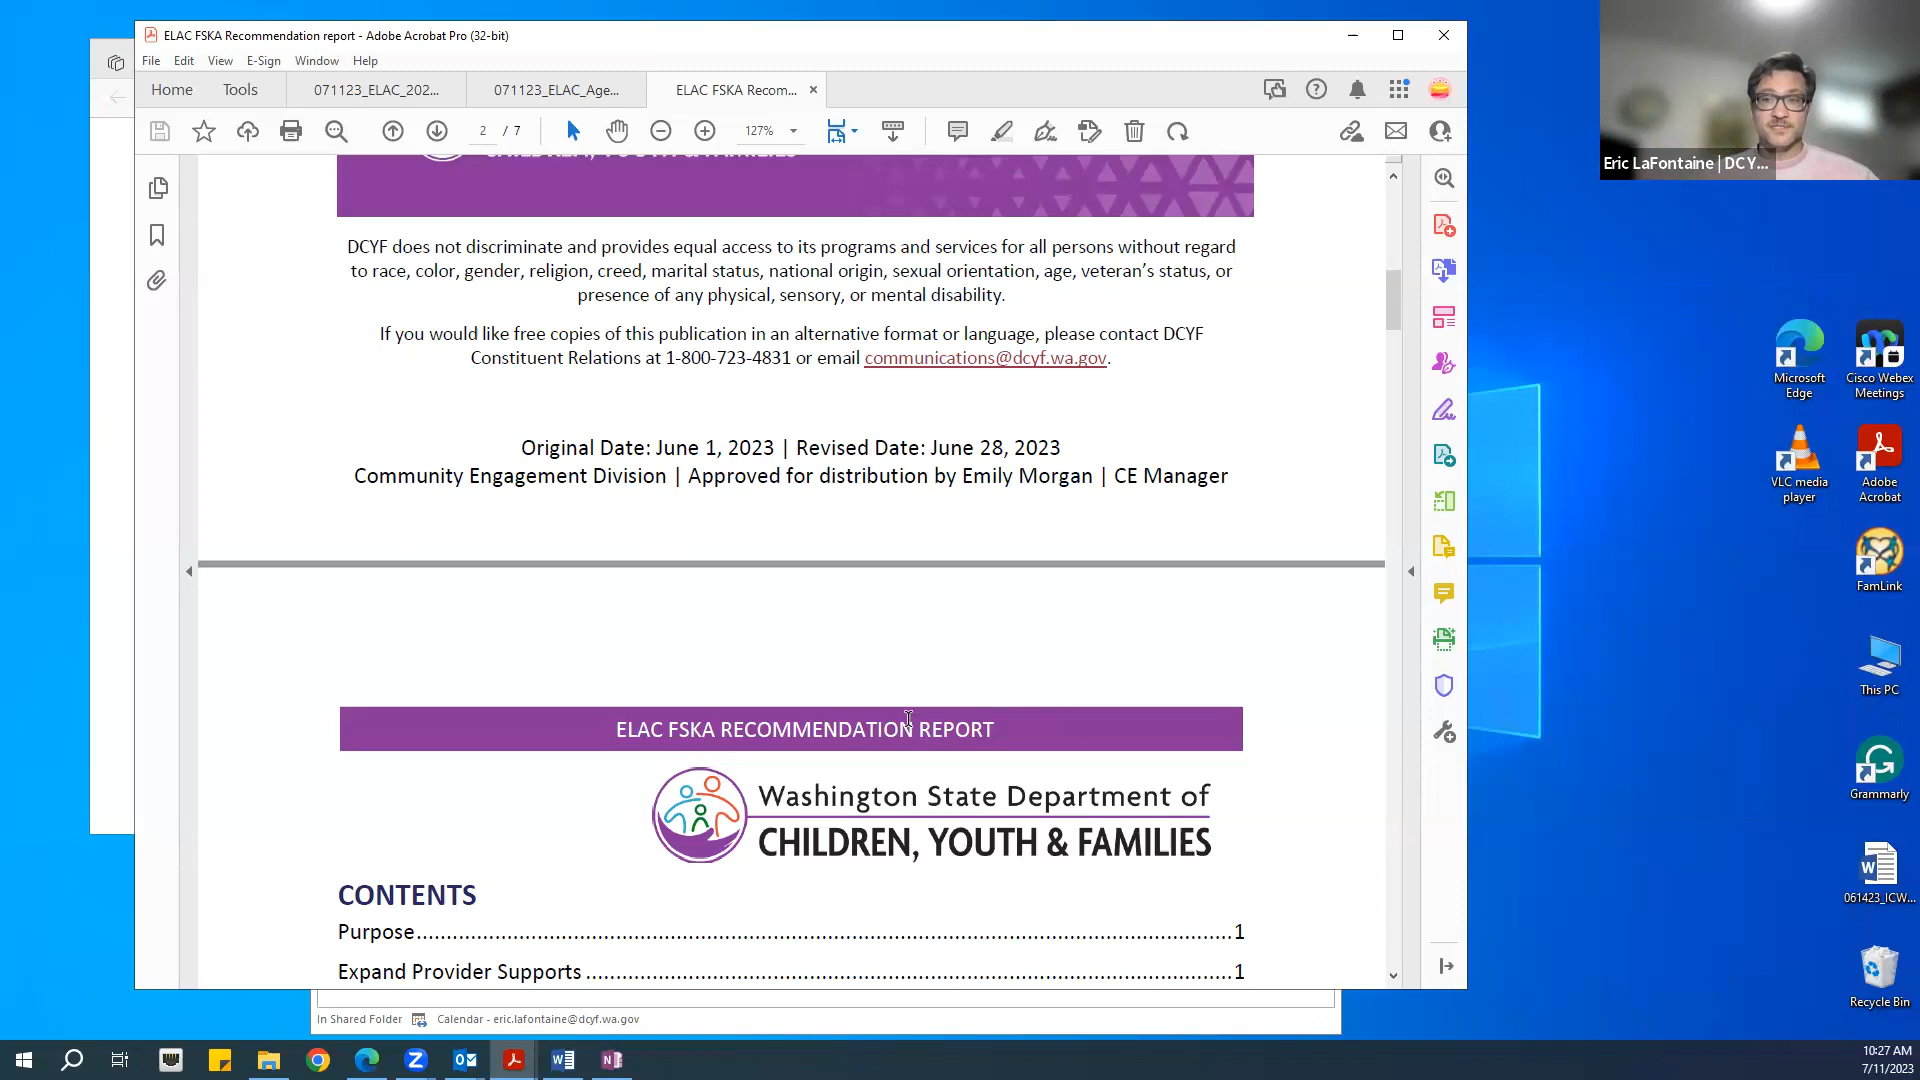 ELAC FSKA Recommendation report - Adobe Acrobat Pro (32-bit)
File Edit View E-Sign Window Help
Home Tools 071123_ELAC_202... 071123_ELAC_Age... ELAC FSKA Recom...
2 / 7 127%
CHILDREN, YOUTH & FAMILIES
DCYF does not discriminate and provides equal access to its programs and services for all persons without regard
to race, color, gender, religion, creed, marital status, national origin, sexual orientation, age, veteran’s status, or
presence of any physical, sensory, or mental disability.
If you would like free copies of this publication in an alternative format or language, please contact DCYF
Constituent Relations at 1-800-723-4831 or email communications@dcyf.wa.gov.
Original Date: June 1, 2023 | Revised Date: June 28, 2023
Community Engagement Division | Approved for distribution by Emily Morgan | CE Manager
ELAC FSKA RECOMMENDATION REPORT
Washington State Department of
CHILDREN, YOUTH & FAMILIES
CONTENTS
Purpose 1
Expand Provider Supports 1
In Shared Folder Calendar - eric.lafontaine@dcyf.wa.gov
Eric LaFontaine | DCY...
Microsoft
Edge
Cisco Webex
Meetings
VLC media
player
Adobe
Acrobat
FamLink
This PC
Grammarly
061423_ICW...
Recycle Bin
10:27 AM
7/11/2023